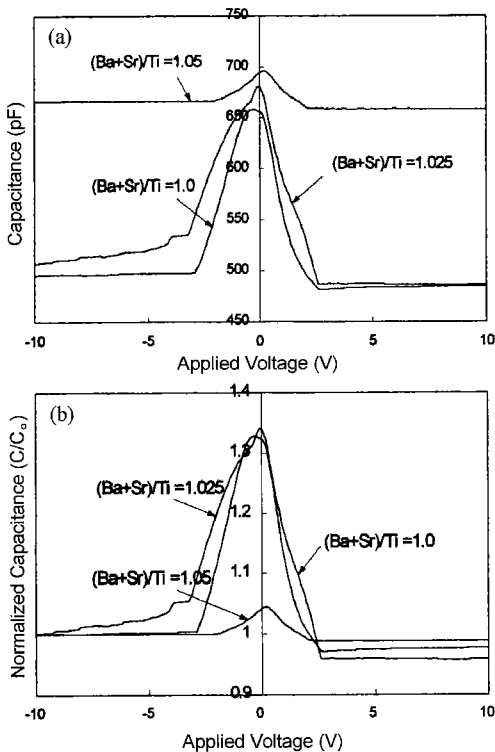 (a)
750
700
650
600
550
500
450
(Ba+Sr)/Ti =1.05
(Ba+Sr)/Ti =1.025
(Ba+Sr)/Ti =1.0
Capacitance (pF)
-10
-5
0
5
10
Applied Voltage (V)
(b)
1.4
1.3
1.2
1.1
1
0.9
(Ba+Sr)/Ti =1.025
(Ba+Sr)/Ti =1.0
(Ba+Sr)/Ti =1.05
Normalized Capacitance (C/C₀)
-10
-5
0
5
10
Applied Voltage (V)